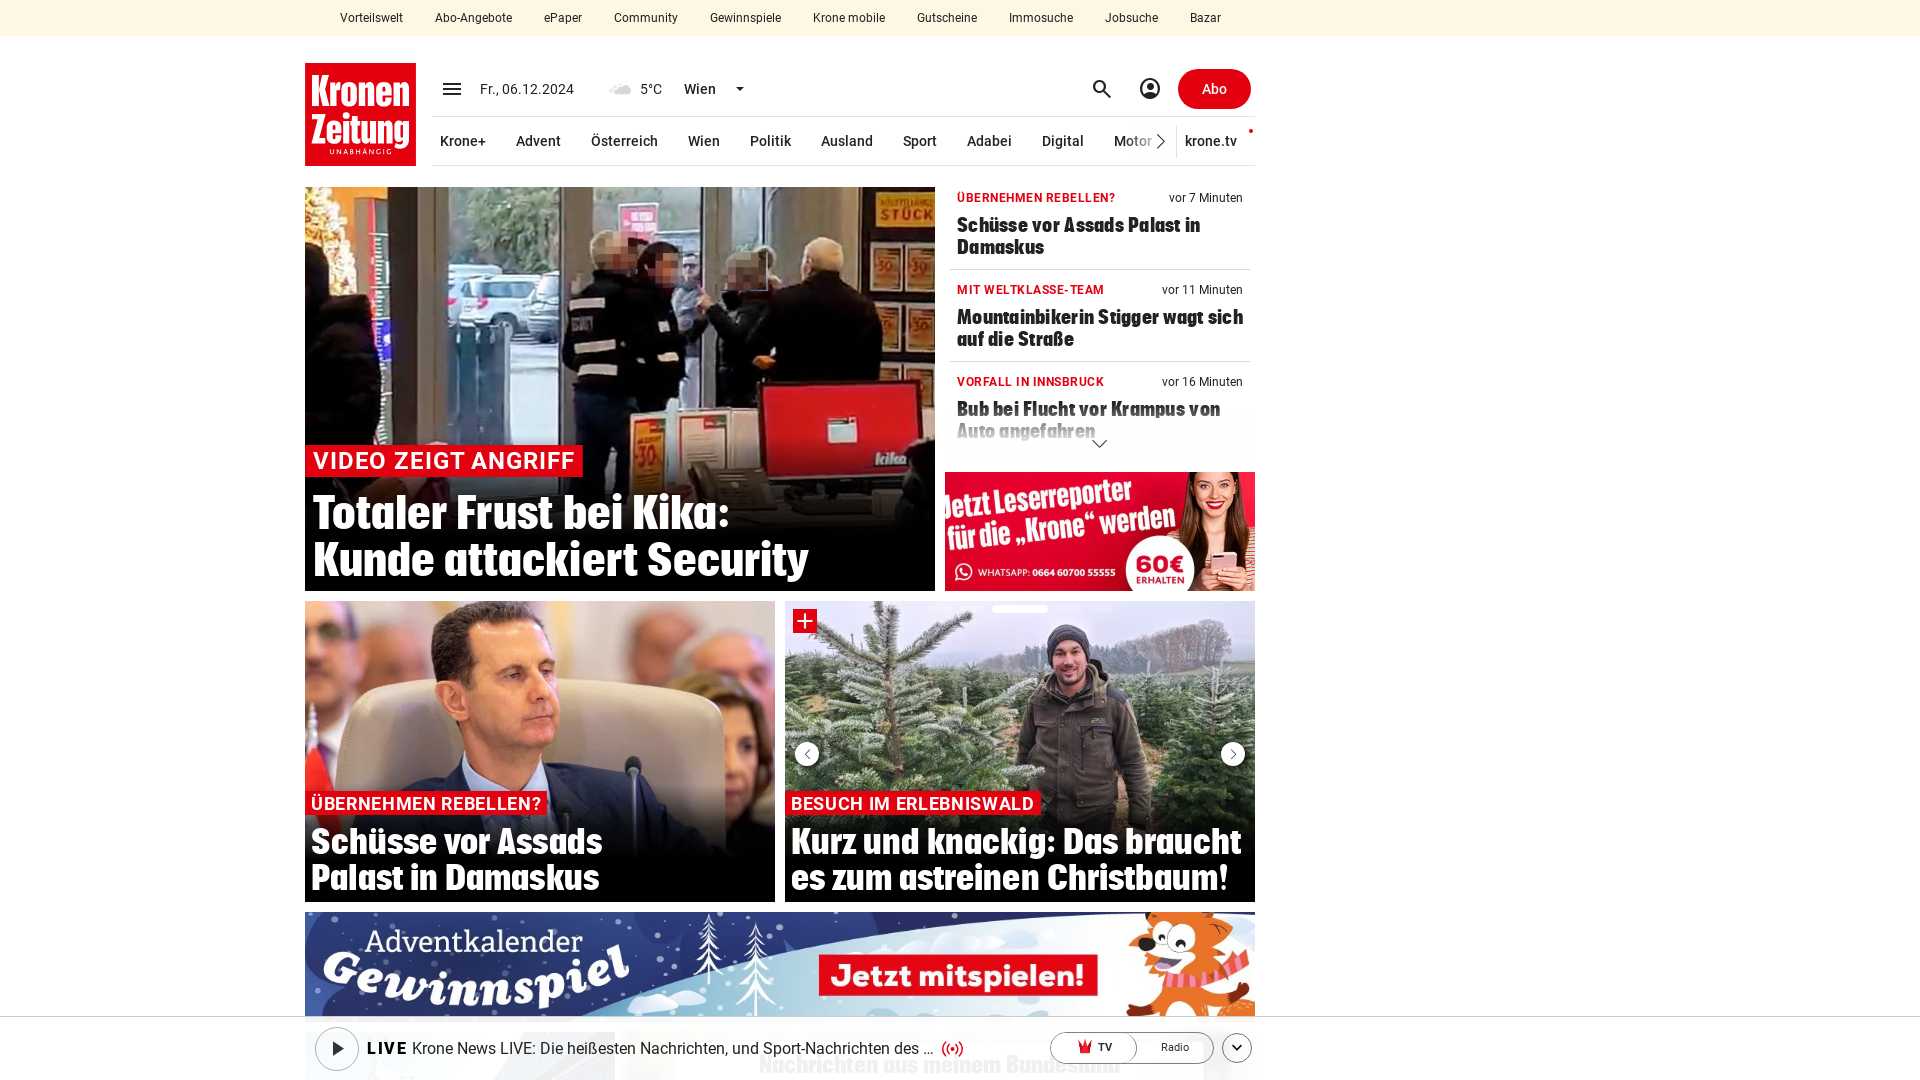 Vorteilswelt Abo-Angebote ePaper Community Gewinnspiele Krone mobile Gutscheine Immosuche Jobsuche Bazar
Kronen
Zeitung
UNABHÄNGIG
Fr., 06.12.2024 5°C Wien Abo
Krone+ Advent Österreich Wien Politik Ausland Sport Adabei Digital Motor krone.tv
STÜCK
30
30
kika
VIDEO ZEIGT ANGRIFF
Totaler Frust bei Kika:
Kunde attackiert Security
ÜBERNEHMEN REBELLEN? vor 7 Minuten
Schüsse vor Assads Palast in
Damaskus
MIT WELTKLASSE-TEAM vor 11 Minuten
Mountainbikerin Stigger wagt sich
auf die Straße
VORFALL IN INNSBRUCK vor 16 Minuten
Bub bei Flucht vor Krampus von
Auto angefahren
Jetzt Leserreporter
für die „Krone“ werden
WHATSAPP: 0664 60700 55555
60€
ERHALTEN
ÜBERNEHMEN REBELLEN?
Schüsse vor Assads
Palast in Damaskus
BESUCH IM ERLEBNISWALD
Kurz und knackig: Das braucht
es zum astreinen Christbaum!
Adventkalender
Gewinnspiel
Jetzt mitspielen!
LIVE Krone News LIVE: Die heißesten Nachrichten, und Sport-Nachrichten des ... TV Radio
Nachrichten aus meinem Bundesland